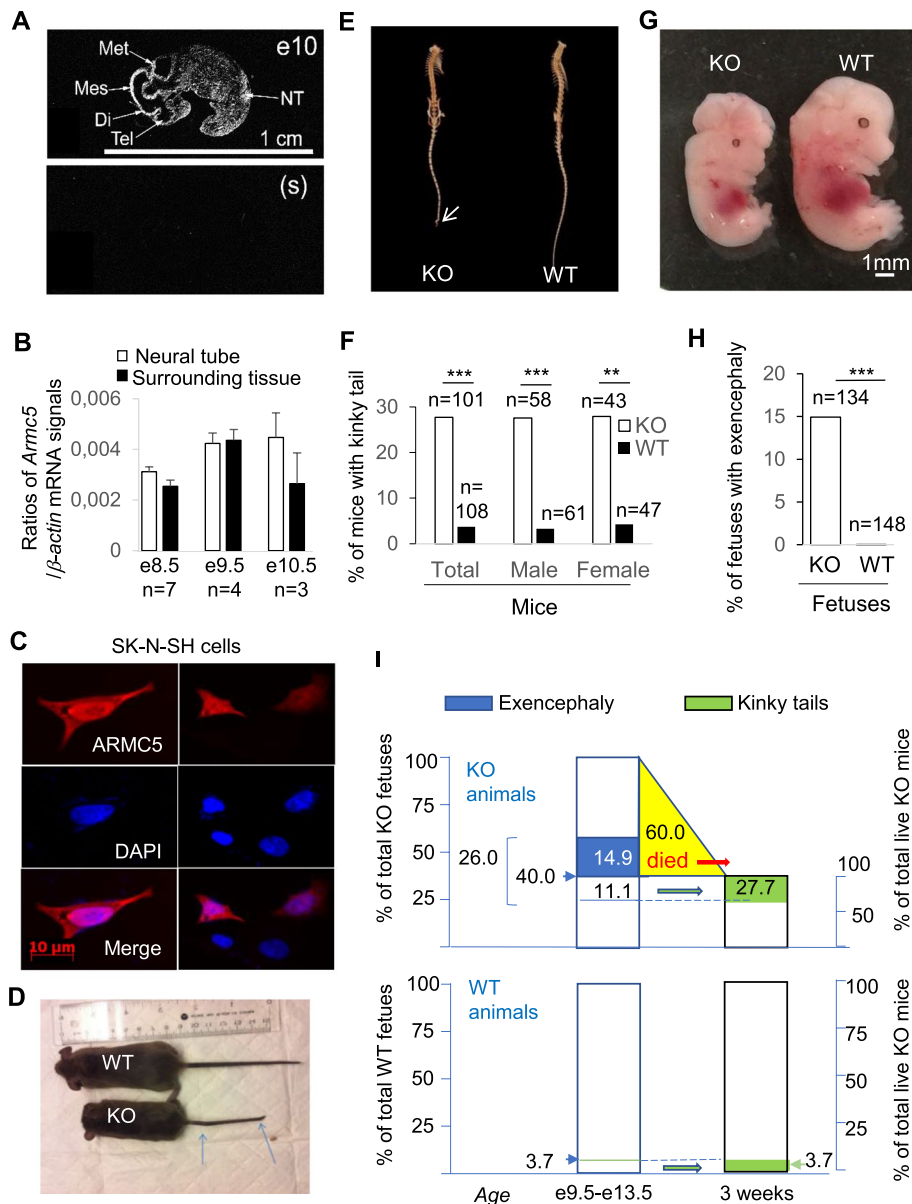 A
Met
e10
Mes
NT
Di
Tel
1 cm
(s)
B
Neural tube
Surrounding tissue
Ratios of Armc5
/β-actin mRNA signals
0,006
0,004
0,002
0
e8.5 e9.5 e10.5
n=7 n=4 n=3
C
SK-N-SH cells
ARMC5
DAPI
10 µm
Merge
D
WT
KO
E
KO WT
F
% of mice with kinky tail
*** *** **
n=101 n=58 n=43
KO
WT
n=
108
n=61 n=47
30
20
10
0
Total Male Female
Mice
G
KO WT
1mm
H
% of fetuses with exencephaly
***
20
15
10
5
0
n=134
n=148
KO WT
Fetuses
I
Exencephaly Kinky tails
% of total KO fetuses
100
75
50
25
KO
animals
26.0
40.0
14.9
11.1
60.0
died
27.7
100
50
0
% of total live KO mice
% of total WT fetues
100
75
50
25
0
WT
animals
3.7
3.7
100
75
50
25
0
% of total live KO mice
Age e9.5-e13.5 3 weeks